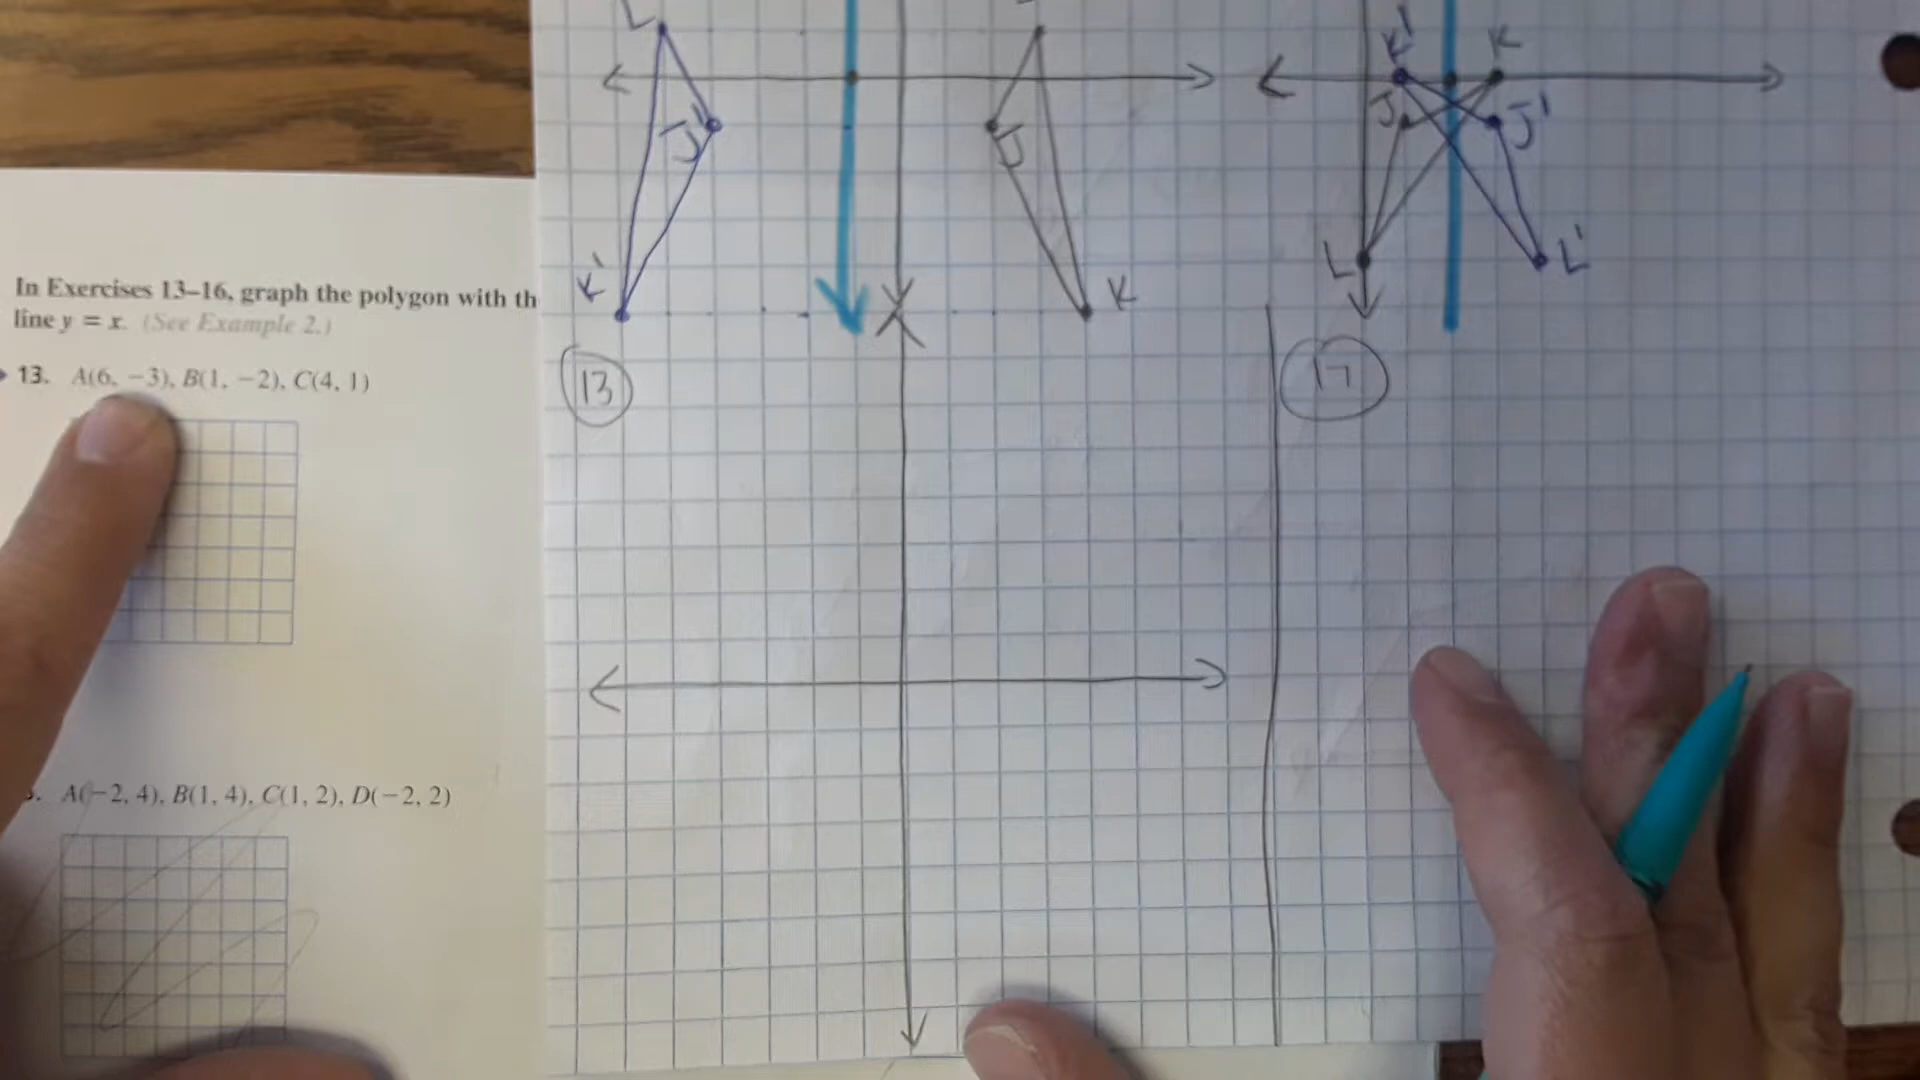 In Exercises 13–16, graph the polygon with th
line y = x. (See Example 2.)
13. A(6, −3), B(1, −2), C(4, 1)
A(−2, 4), B(1, 4), C(1, 2), D(−2, 2)
L
J'
K'
J
K
K' K
J J'
L L'
13
17